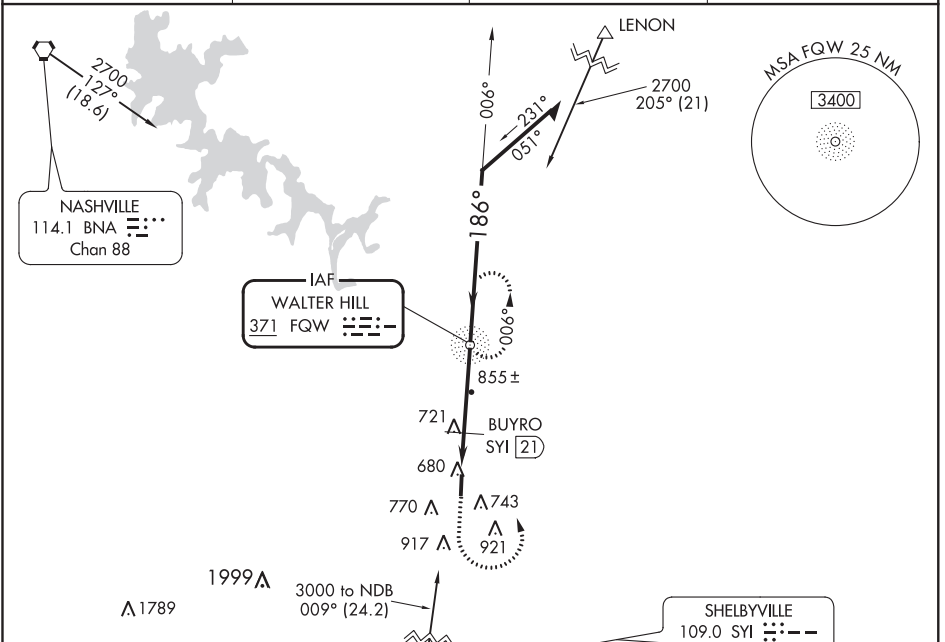 LENON
MSA FQW 25 NM
3400
2700
127°
(18.6)
006°
231°
051°
2700
205° (21)
NASHVILLE
114.1 BNA
Chan 88
186°
IAF
WALTER HILL
371 FQW
006°
855±
721
BUYRO
SYI 21
680
770
743
917
921
1999
3000 to NDB
009° (24.2)
1789
SHELBYVILLE
109.0 SYI